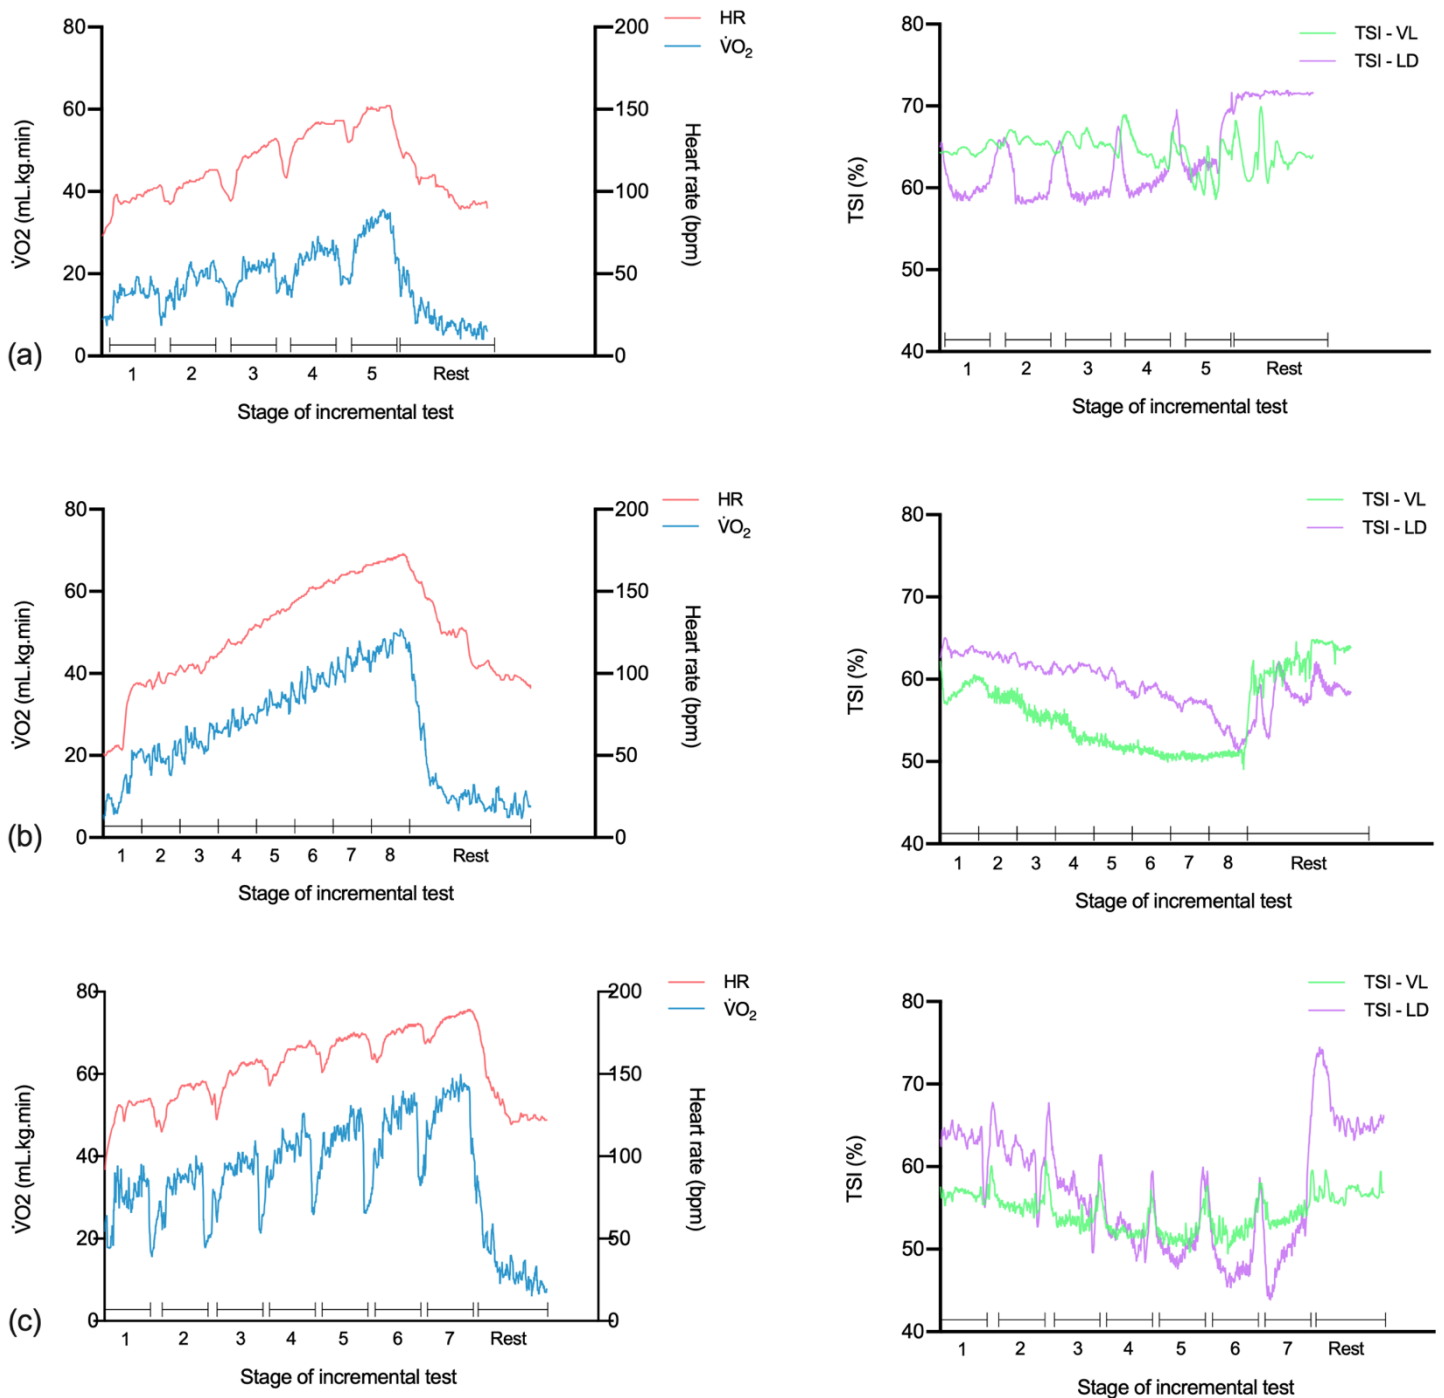 HR
V̇O2
80
60
40
20
0
V̇O2 (mL.kg.min)
200
150
100
50
0
Heart rate (bpm)
1 2 3 4 5 Rest
Stage of incremental test
(a)
TSI - VL
TSI - LD
80
70
60
50
40
TSI (%)
1 2 3 4 5 Rest
Stage of incremental test
HR
V̇O2
80
60
40
20
0
V̇O2 (mL.kg.min)
200
150
100
50
0
Heart rate (bpm)
1 2 3 4 5 6 7 8 Rest
Stage of incremental test
(b)
TSI - VL
TSI - LD
80
70
60
50
40
TSI (%)
1 2 3 4 5 6 7 8 Rest
Stage of incremental test
HR
V̇O2
80
60
40
20
0
V̇O2 (mL.kg.min)
200
150
100
50
0
Heart rate (bpm)
1 2 3 4 5 6 7 Rest
Stage of incremental test
(c)
TSI - VL
TSI - LD
80
70
60
50
40
TSI (%)
1 2 3 4 5 6 7 Rest
Stage of incremental test